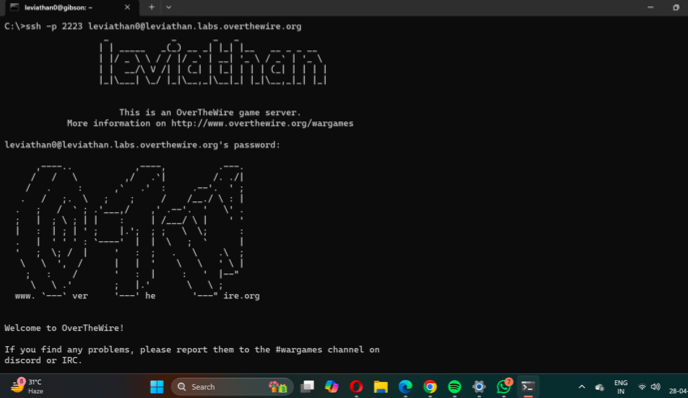 leviathan0@gibson: ~
C:\>ssh -p 2223 leviathan0@leviathan.labs.overthewire.org
leviathan
This is an OverTheWire game server.
More information on http://www.overthewire.org/wargames
leviathan0@leviathan.labs.overthewire.org's password:
www. ver he ire.org
Welcome to OverTheWire!
If you find any problems, please report them to the #wargames channel on
discord or IRC.
8
31°C
Haze
Search
7
ENG
IN
28-04